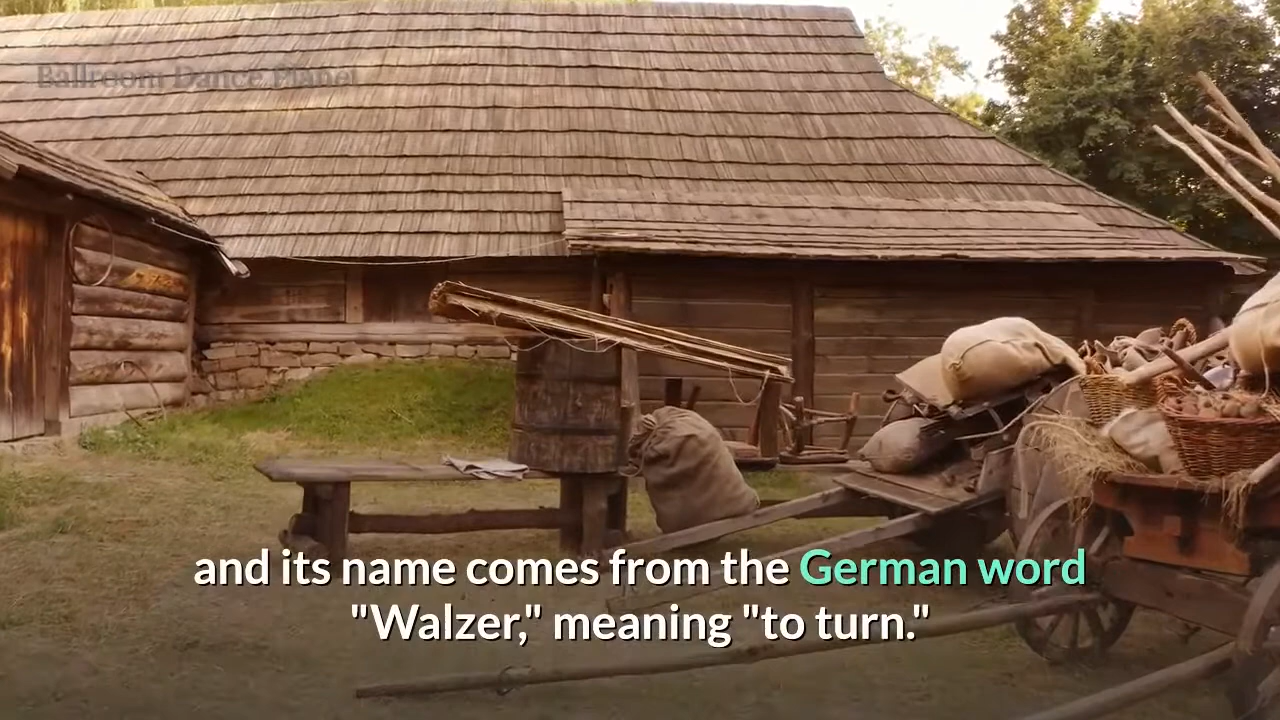 Ballroom Dance Planet
and its name comes from the German word
"Walzer," meaning "to turn."